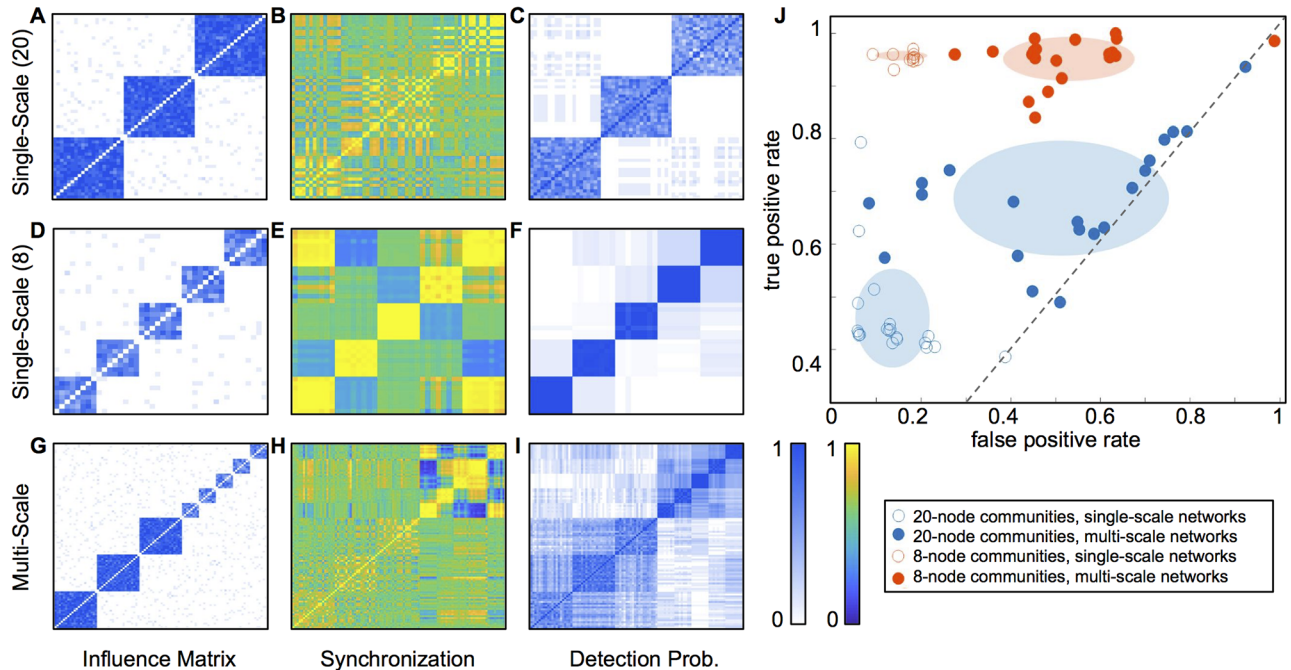 A
B
C
J
Single-Scale (20)
D
E
F
Single-Scale (8)
G
H
I
Multi-Scale
Influence Matrix
Synchronization
Detection Prob.
1
0
1
0
1
0.8
0.6
0.4
true positive rate
0
0.2
0.4
0.6
0.8
1
false positive rate
20-node communities, single-scale networks
20-node communities, multi-scale networks
8-node communities, single-scale networks
8-node communities, multi-scale networks